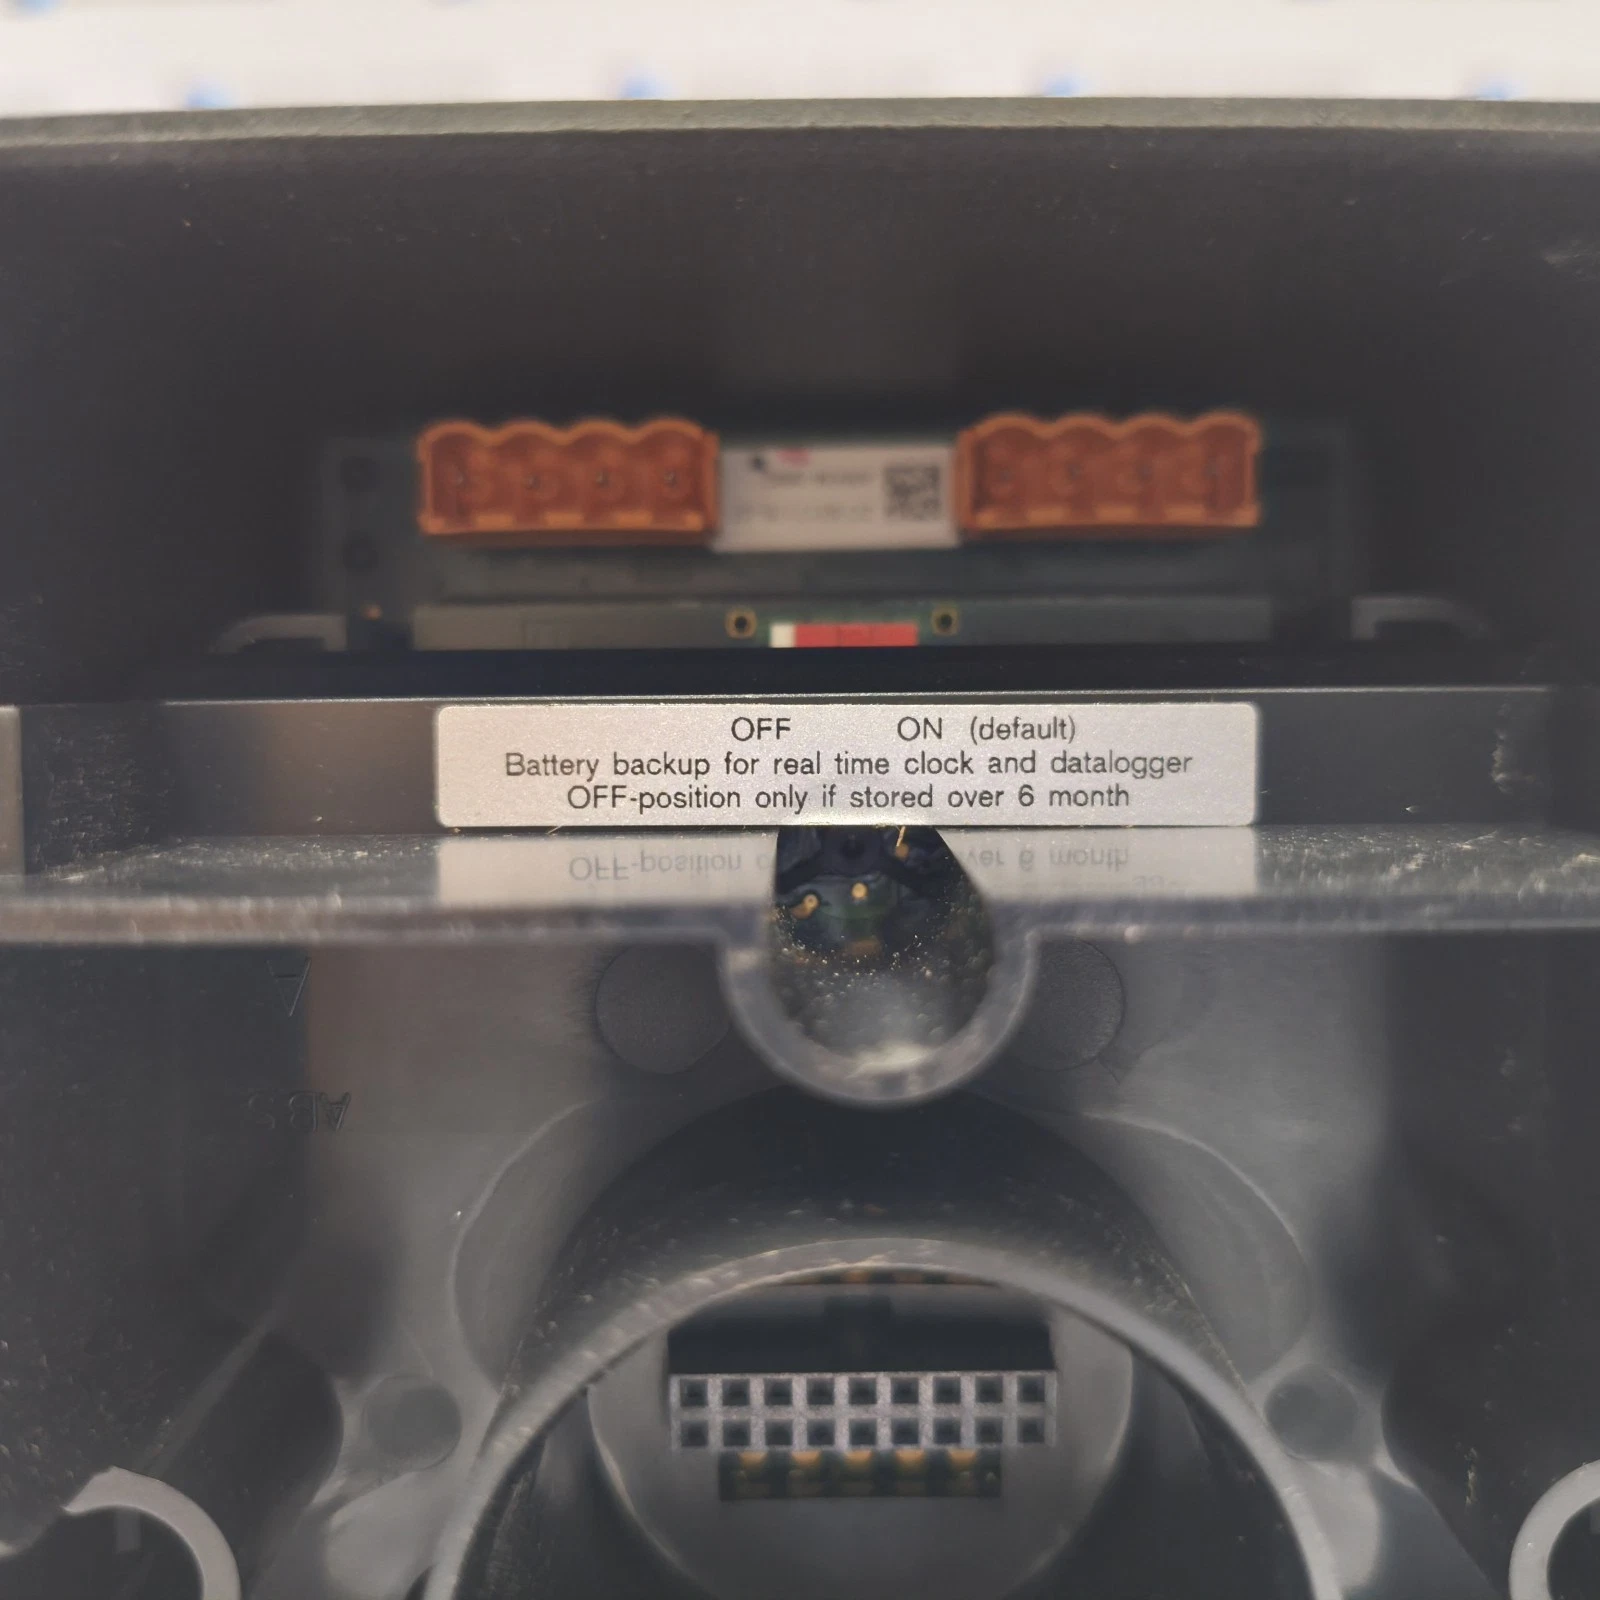 OFF ON (default)
Battery backup for real time clock and datalogger
OFF-position only if stored over 6 month
A
ABS